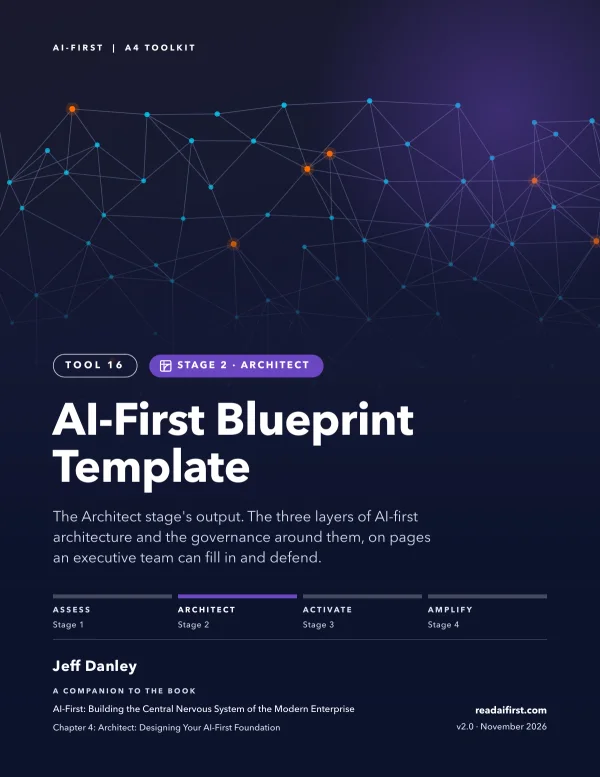 AI-FIRST | A4 TOOLKIT
TOOL 16
STAGE 2 · ARCHITECT
AI-First Blueprint
Template
The Architect stage's output. The three layers of AI-first
architecture and the governance around them, on pages
an executive team can fill in and defend.
ASSESS
Stage 1
ARCHITECT
Stage 2
ACTIVATE
Stage 3
AMPLIFY
Stage 4
Jeff Danley
A COMPANION TO THE BOOK
AI-First: Building the Central Nervous System of the Modern Enterprise
Chapter 4: Architect: Designing Your AI-First Foundation
readaifirst.com
v2.0 · November 2026